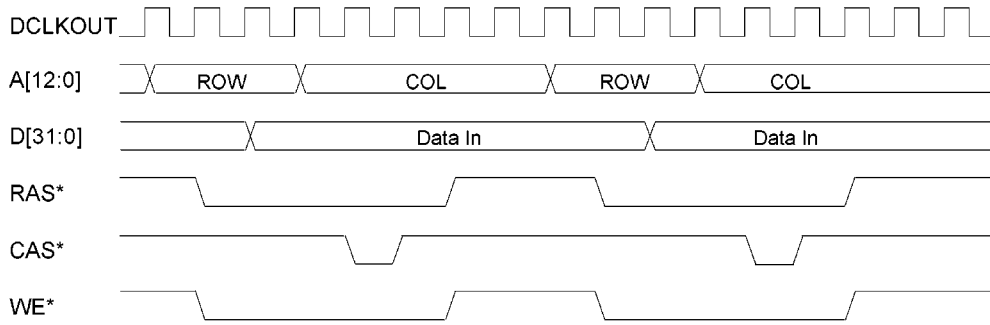 DCLKOUT
A[12:0] ROW COL ROW COL
D[31:0] Data In Data In
RAS*
CAS*
WE*